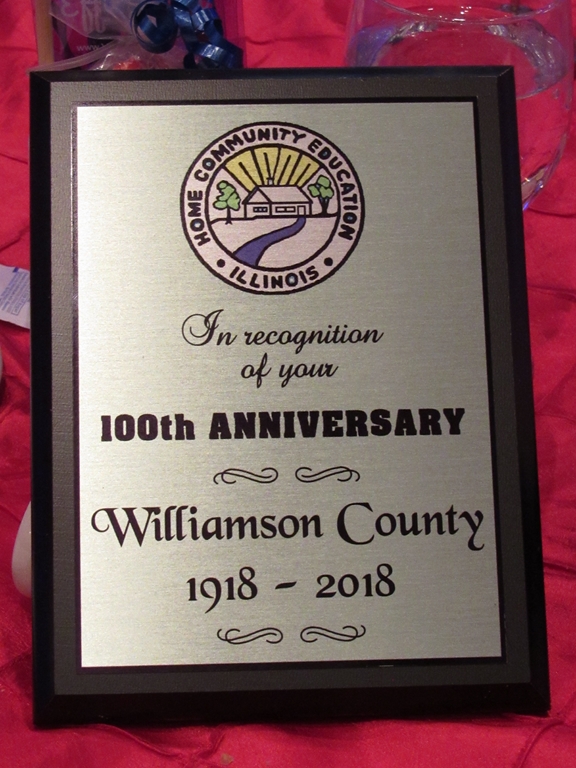 HOME COMMUNITY EDUCATION
• ILLINOIS •
In recognition
of your
100th ANNIVERSARY
Williamson County
1918 - 2018